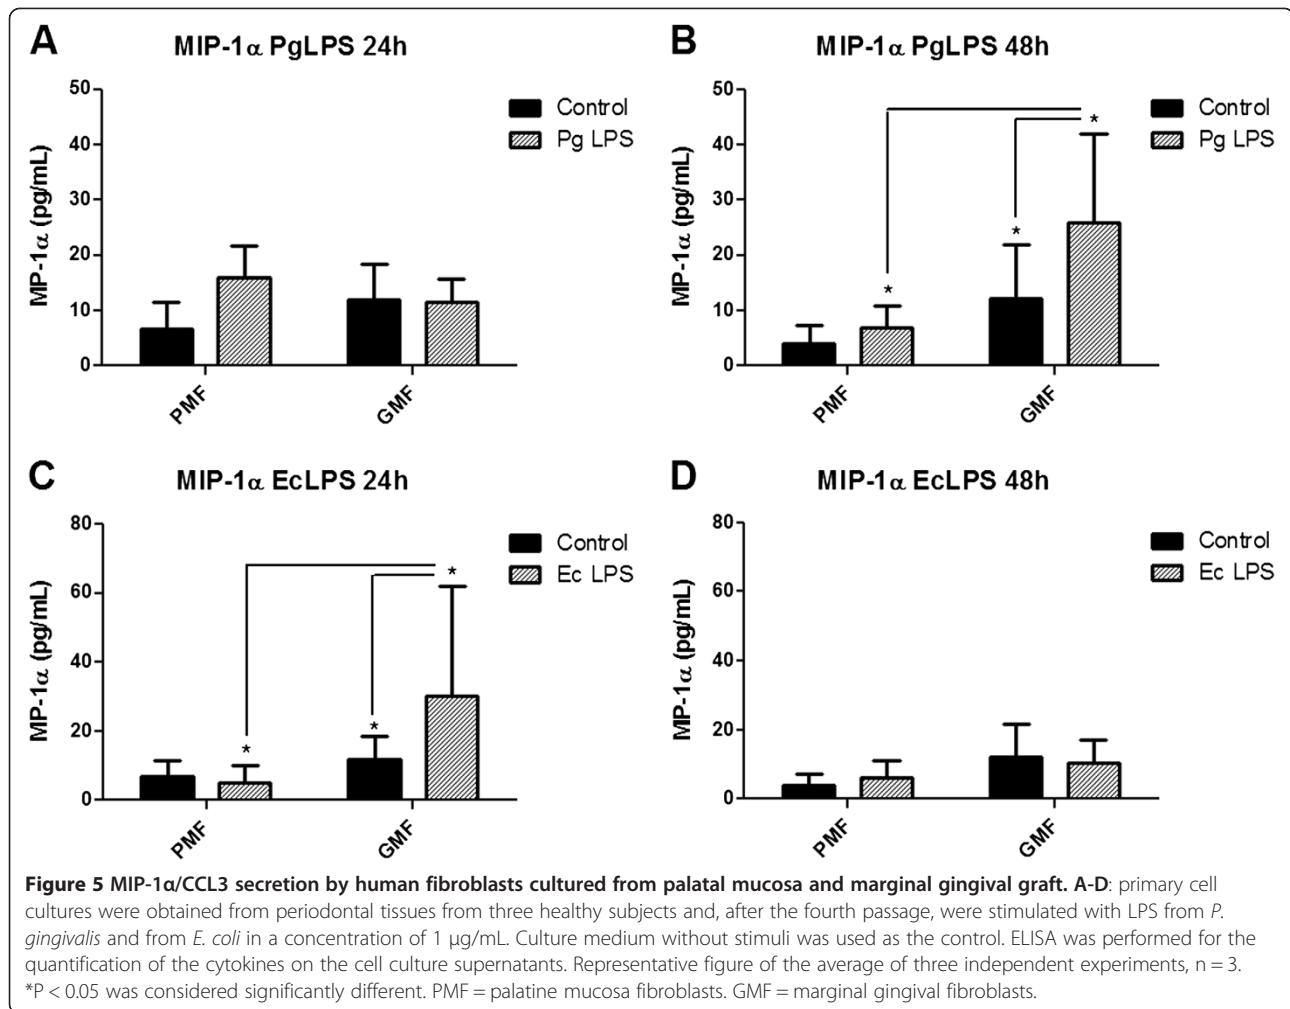 A
MIP-1α PgLPS 24h
MP-1α (pg/mL)
50
40
30
20
10
0
PMF
GMF
Control
Pg LPS
B
MIP-1α PgLPS 48h
MP-1α (pg/mL)
50
40
30
20
10
0
*
*
*
PMF
GMF
Control
Pg LPS
C
MIP-1α EcLPS 24h
MP-1α (pg/mL)
80
60
40
20
0
*
*
*
PMF
GMF
Control
Ec LPS
D
MIP-1α EcLPS 48h
MP-1α (pg/mL)
80
60
40
20
0
PMF
GMF
Control
Ec LPS
Figure 5 MIP-1α/CCL3 secretion by human fibroblasts cultured from palatal mucosa and marginal gingival graft. A-D: primary cell
cultures were obtained from periodontal tissues from three healthy subjects and, after the fourth passage, were stimulated with LPS from P.
gingivalis and from E. coli in a concentration of 1 μg/mL. Culture medium without stimuli was used as the control. ELISA was performed for the
quantification of the cytokines on the cell culture supernatants. Representative figure of the average of three independent experiments, n = 3.
*P < 0.05 was considered significantly different. PMF = palatine mucosa fibroblasts. GMF = marginal gingival fibroblasts.